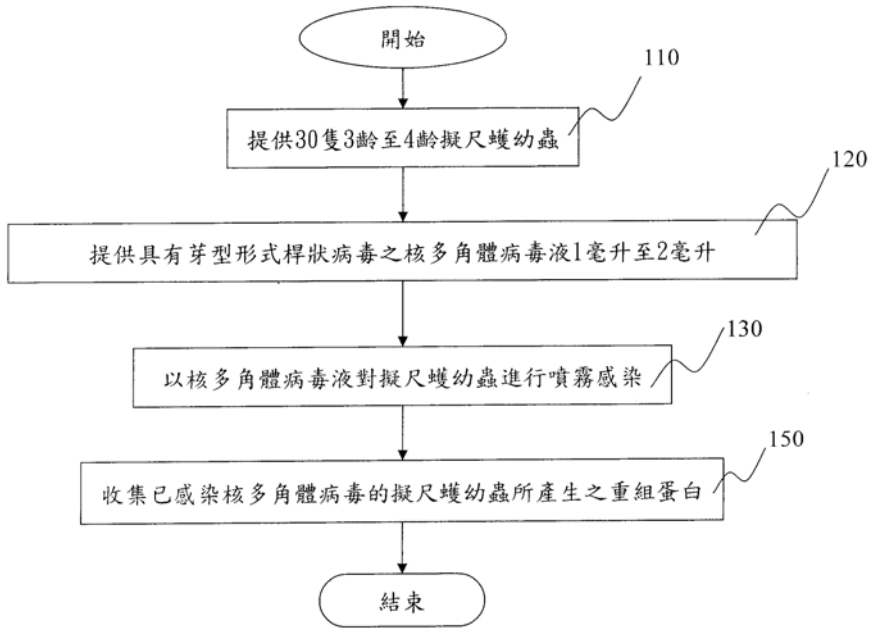 開始
110
提供30隻3齡至4齡擬尺蠖幼蟲
120
提供具有芽型形式桿狀病毒之核多角體病毒液1毫升至2毫升
130
以核多角體病毒液對擬尺蠖幼蟲進行噴霧感染
150
收集已感染核多角體病毒的擬尺蠖幼蟲所產生之重組蛋白
結束